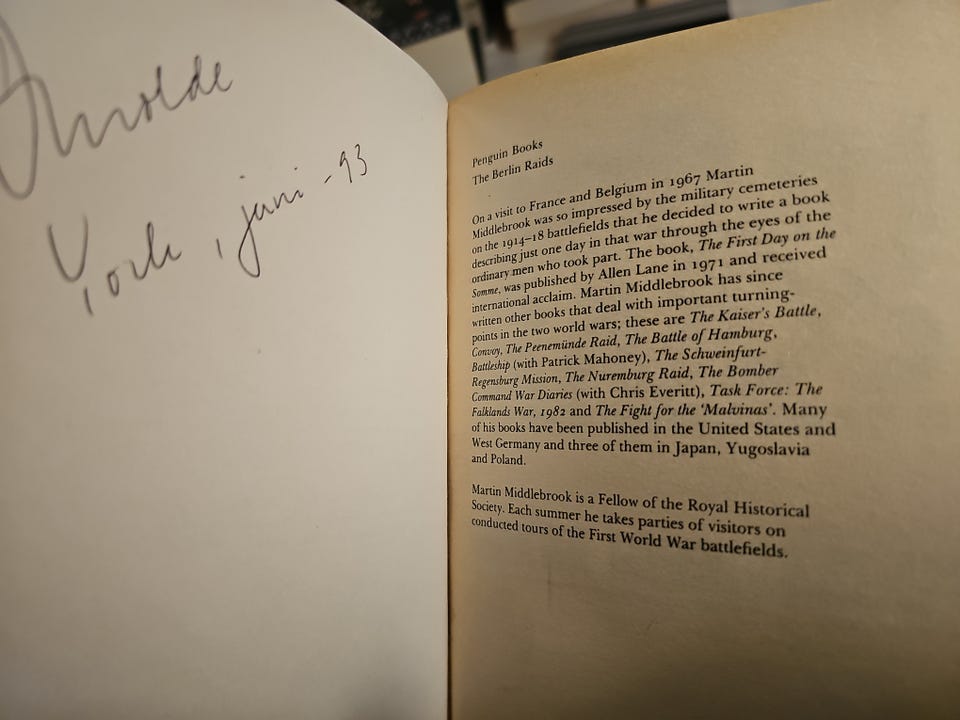 York, juni -93
Penguin Books
The Berlin Raids
On a visit to France and Belgium in 1967 Martin
Middlebrook was so impressed by the military cemeteries
on the 1914–18 battlefields that he decided to write a book
describing just one day in that war through the eyes of the
ordinary men who took part. The book, The First Day on the
Somme, was published by Allen Lane in 1971 and received
international acclaim. Martin Middlebrook has since
written other books that deal with important turning-
points in the two world wars; these are The Kaiser's Battle,
Convoy, The Peenemünde Raid, The Battle of Hamburg,
Battleship (with Patrick Mahoney), The Schweinfurt-
Regensburg Mission, The Nuremburg Raid, The Bomber
Command War Diaries (with Chris Everitt), Task Force: The
Falklands War, 1982 and The Fight for the 'Malvinas'. Many
of his books have been published in the United States and
West Germany and three of them in Japan, Yugoslavia
and Poland.
Martin Middlebrook is a Fellow of the Royal Historical
Society. Each summer he takes parties of visitors on
conducted tours of the First World War battlefields.